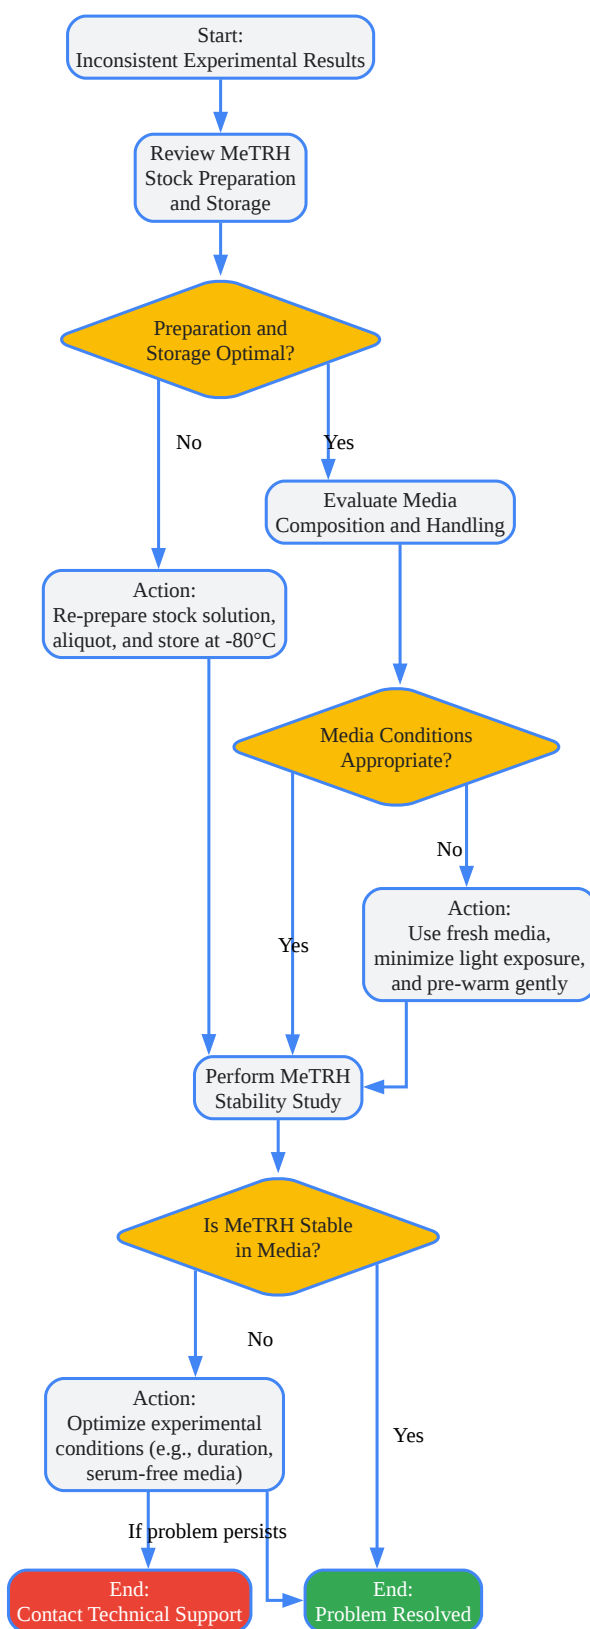 Start:
Inconsistent Experimental Results
Review MeTRH
Stock Preparation
and Storage
Preparation and
Storage Optimal?
No
Yes
Evaluate Media
Composition and Handling
Action:
Re-prepare stock solution,
aliquot, and store at -80°C
Media Conditions
Appropriate?
No
Action:
Use fresh media,
minimize light exposure,
and pre-warm gently
Yes
Perform MeTRH
Stability Study
Is MeTRH Stable
in Media?
No
Action:
Optimize experimental
conditions (e.g., duration,
serum-free media)
Yes
If problem persists
End:
Contact Technical Support
End:
Problem Resolved